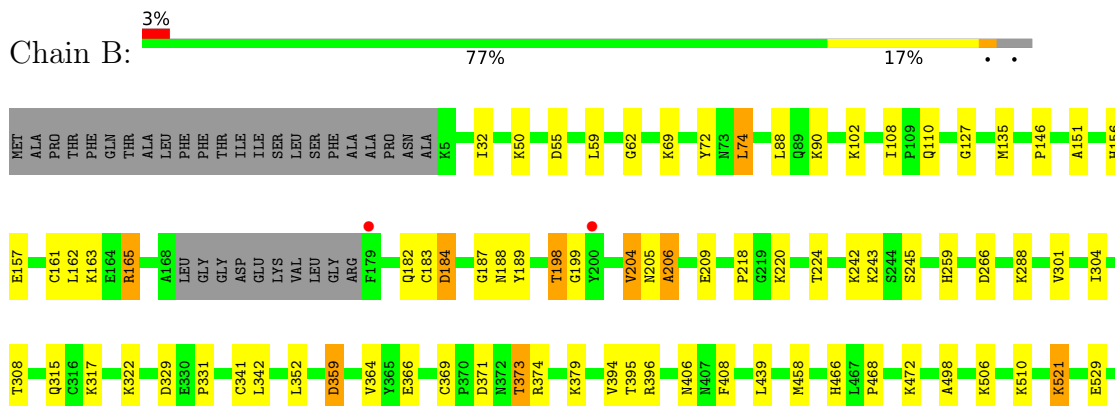 3%
Chain B:
77% 17% • •
MET ALA PRO THR PHE GLN THR ALA LEU PHE PHE THR ILE ILE SER LEU SER PHE ALA ALA PRO ASN ALA K5 I32 K50 D55 L59 G62 K69 Y72 N73 L74 L88 Q89 K90 K102 I108 P109 Q110 G127 M135 P146 A151 H156
E157 C161 L162 K163 E164 R165 A168 LEU GLY GLY ASP GLU LYS VAL LEU GLY ARG F179 Q182 C183 D184 G187 N188 Y189 T198 G199 Y200 V204 N205 A206 E209 P218 G219 K220 T224 K242 K243 S244 S245 H259 D266 K288 V301 I304
T308 Q315 C316 K317 K322 D329 E330 P331 C341 L342 L352 D359 V364 Y365 E366 C369 P370 D371 N372 T373 R374 K379 V394 T395 R396 N406 N407 F408 L439 M458 H466 L467 P468 K472 A498 K506 K510 K521 E529